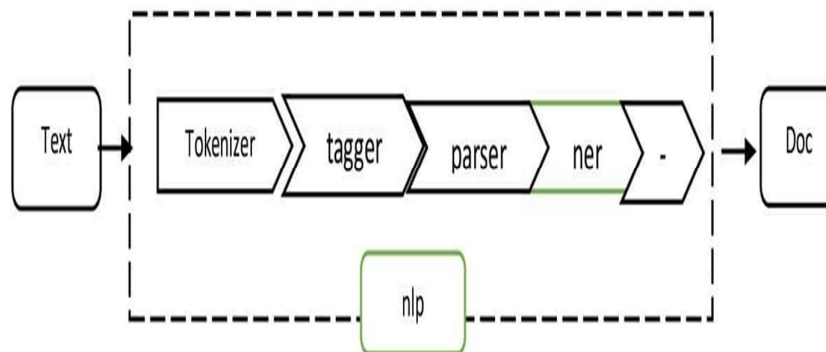 Text
Tokenizer
tagger
parser
ner
-
Doc
nlp